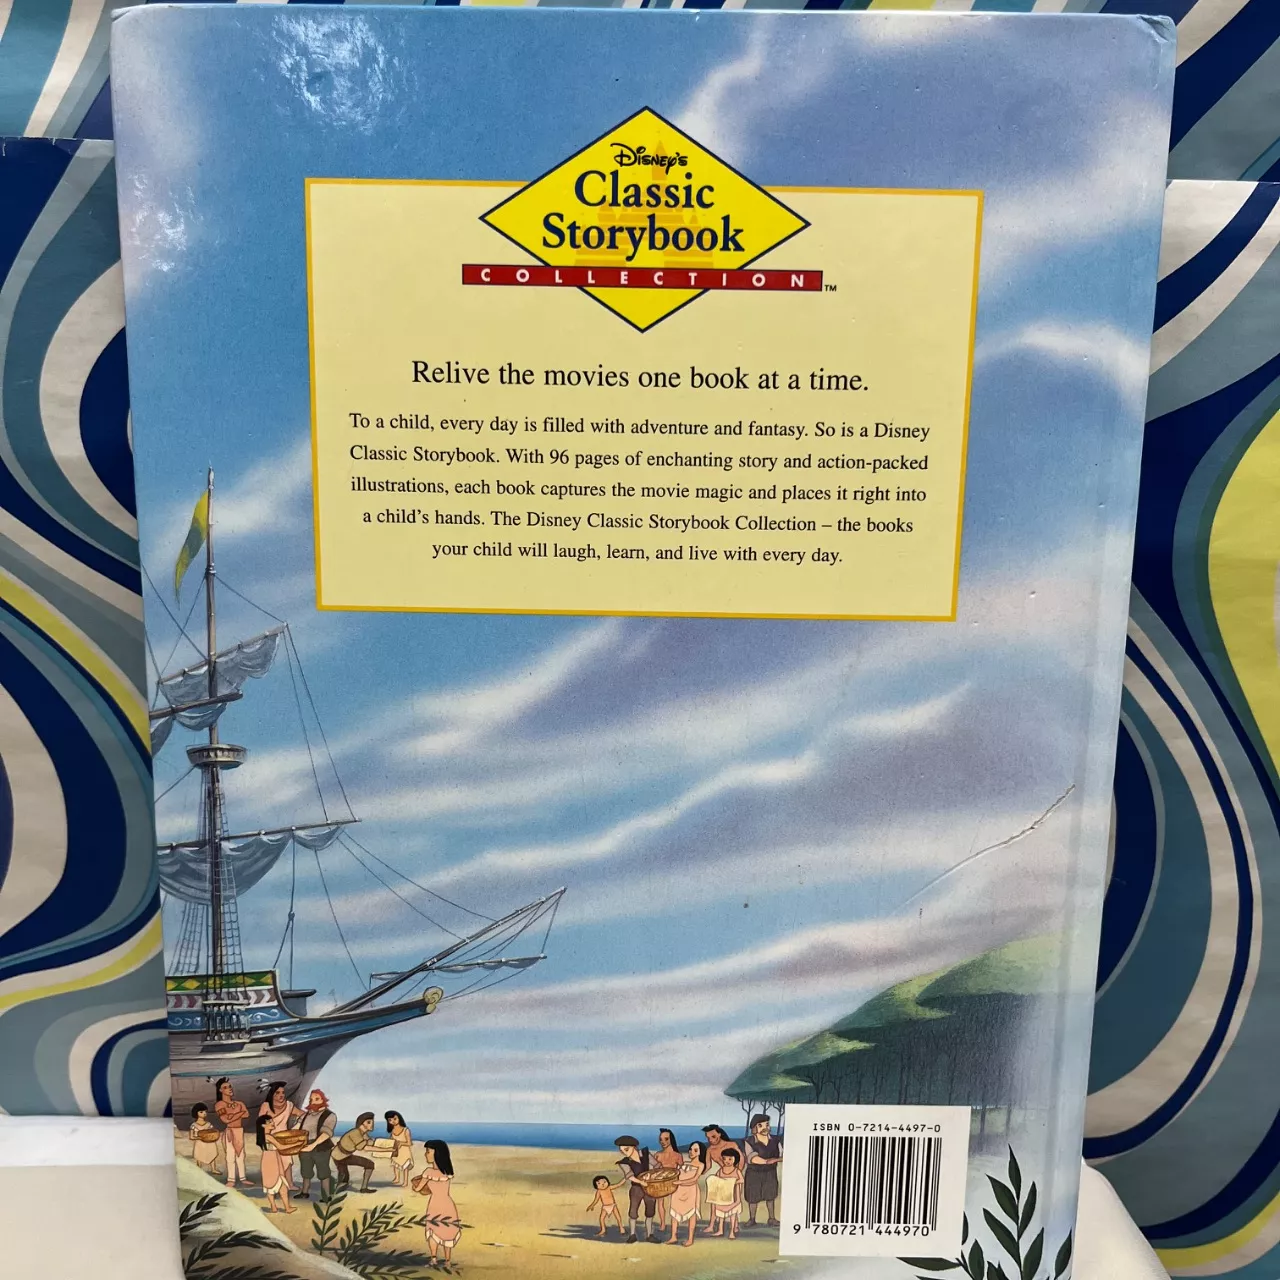 Disney's
Classic
Storybook
COLLECTION™
Relive the movies one book at a time.
To a child, every day is filled with adventure and fantasy. So is a Disney
Classic Storybook. With 96 pages of enchanting story and action-packed
illustrations, each book captures the movie magic and places it right into
a child's hands. The Disney Classic Storybook Collection – the books
your child will laugh, learn, and live with every day.
ISBN 0-7214-4497-0
9 780721 444970